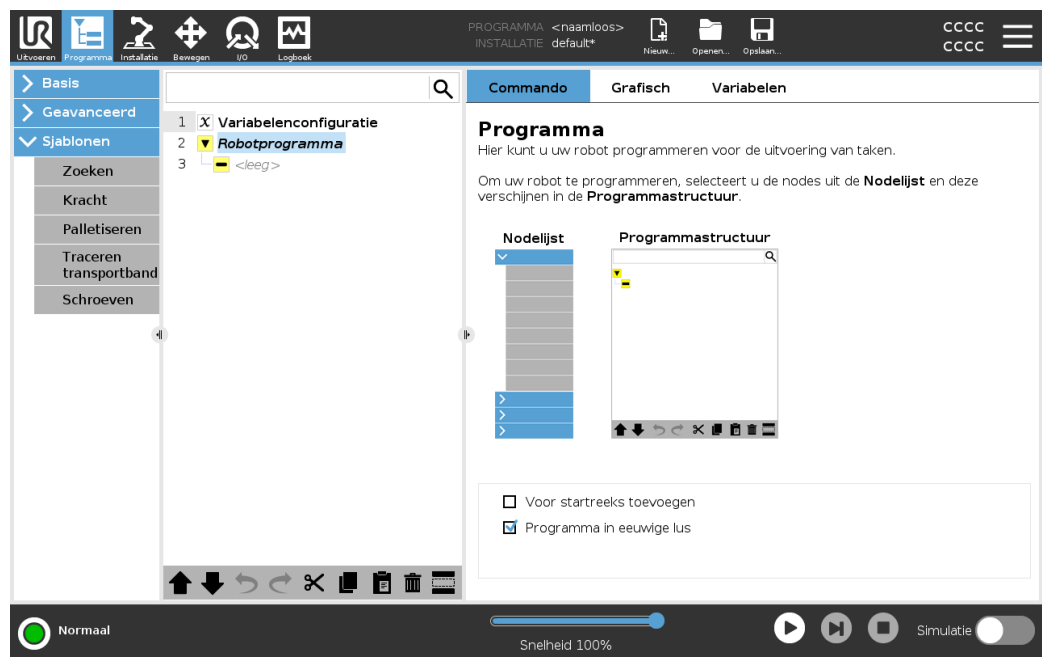 UR
PROGRAMMA <naamloos>
INSTALLATIE default*
CCCC
CCCC
Uitvoeren Programma Installatie Bewegen I/O Logboek Nieuw... Openen... Opslaan...
Basis
Geavanceerd
Sjablonen
Zoeken
Kracht
Palletiseren
Traceren
transportband
Schroeven
1 X Variabelenconfiguratie
2 Robotprogramma
3 <leeg>
Commando Grafisch Variabelen
Programma
Hier kunt u uw robot programmeren voor de uitvoering van taken.
Om uw robot te programmeren, selecteert u de nodes uit de Nodelijst en deze
verschijnen in de Programmastructuur.
Nodelijst Programmastructuur
Voor startreeks toevoegen
Programma in eeuwige lus
Normaal
Snelheid 100%
Simulatie